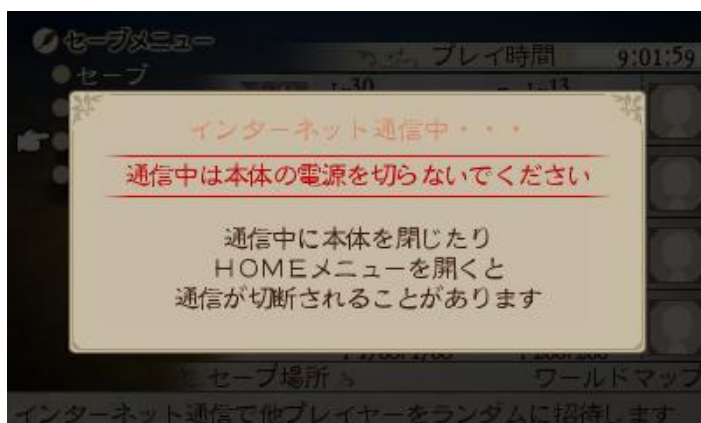 セーブメニュー
プレイ時間 9:01:59
セーブ
インターネット通信中・・・
通信中は本体の電源を切らないでください
通信中に本体を閉じたり
HOMEメニューを開くと
通信が切断されることがあります
セーブ場所
ワールドマップ
インターネット通信で他プレイヤーをランダムに招待します